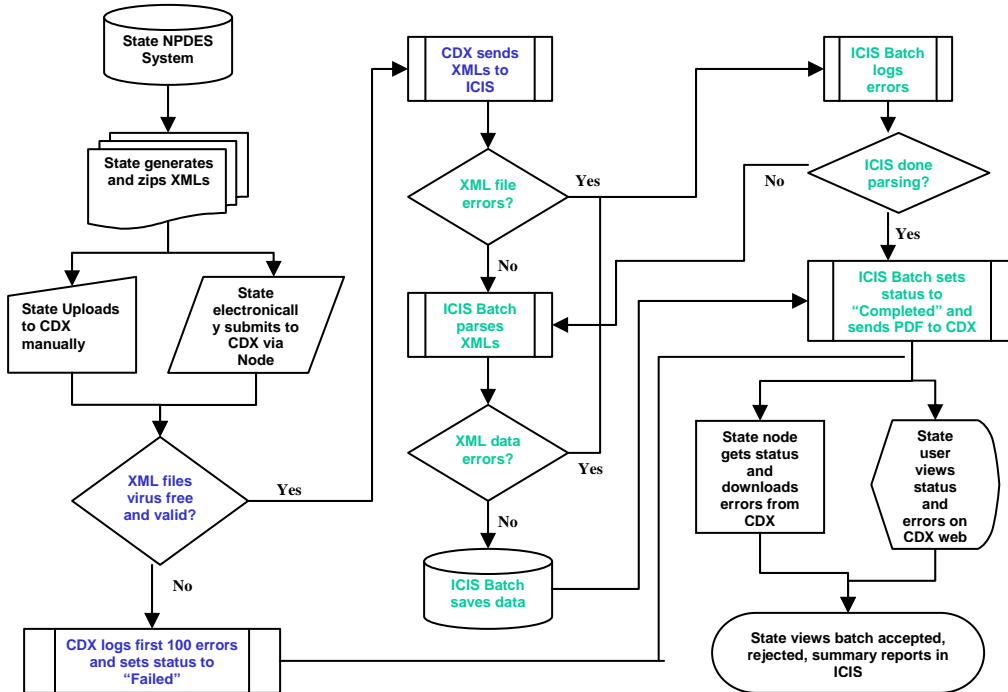 State NPDES
System
State generates
and zips XMLs
State Uploads
to CDX
manually
State
electronicall
y submits to
CDX via
Node
XML files
virus free
and valid?
Yes
No
CDX logs first 100 errors
and sets status to
“Failed”
CDX sends
XMLs to
ICIS
XML file
errors?
Yes
No
ICIS Batch
parses
XMLs
XML data
errors?
Yes
No
ICIS Batch
saves data
ICIS Batch
logs
errors
ICIS done
parsing?
No
Yes
ICIS Batch sets
status to
“Completed” and
sends PDF to CDX
State node
gets status
and
downloads
errors from
CDX
State
user
views
status
and
errors on
CDX web
State views batch accepted,
rejected, summary reports in
ICIS